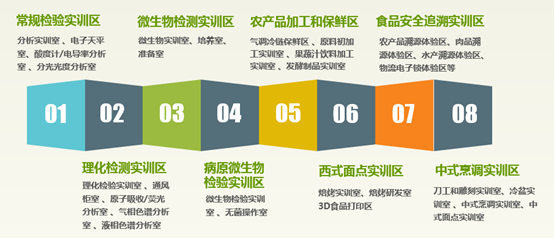 常规检验实训区
分析实训室 、电子天平
室、酸度计/电导率分析
室 、分光光度分析室
微生物检测实训区
微生物实训室、培养室、
准备室
农产品加工和保鲜区
气调冷链保鲜区 、原料初加
工实训室 、果蔬汁饮料加工
实训室 、发酵制品实训室
食品安全追溯实训区
农产品溯源体验区、肉品溯
源体验区、水产溯源体验区、
物流电子锁体验区等
01
02
03
04
05
06
07
08
理化检测实训区
理化检验实训室 、通风
柜室 、原子吸收/荧光
分析室 、气相色谱分析
室 、液相色谱分析室
病原微生物
检验实训区
微生物检验实训
室 、无菌操作室
西式面点实训区
焙烤实训室、焙烤研发室
3D食品打印区
中式烹调实训区
刀工和雕刻实训室、冷盆实
训室 、中式烹调实训室、中
式面点实训室